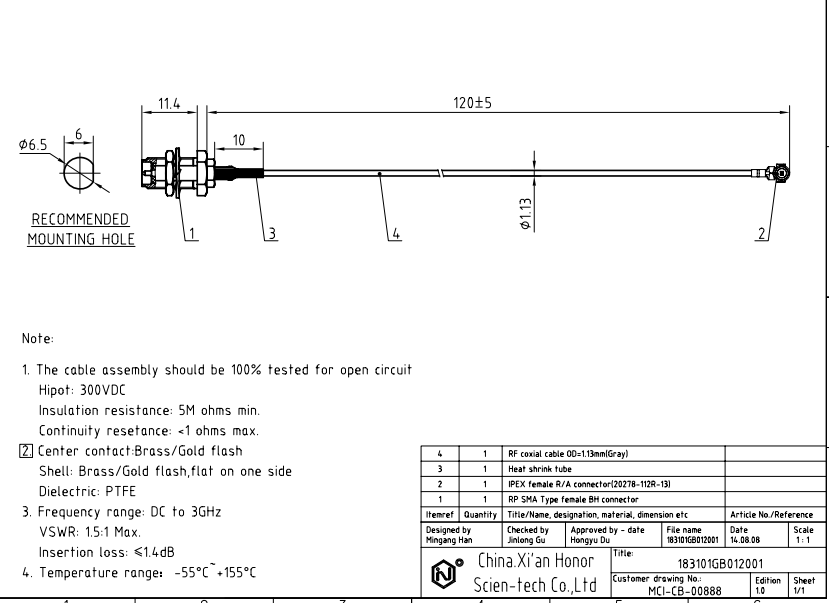 11.4
120±5
6
Ø6.5
10
Ø1.13
RECOMMENDED
MOUNTING HOLE
1
3
4
2
Note:
1. The cable assembly should be 100% tested for open circuit
Hipot: 300VDC
Insulation resistance: 5M ohms min.
Continuity resetance: <1 ohms max.
2. Center contact:Brass/Gold flash
Shell: Brass/Gold flash,flat on one side
Dielectric: PTFE
3. Frequency range: DC to 3GHz
VSWR: 1.5:1 Max.
Insertion loss: ≤1.4dB
4. Temperature range: -55°C~+155°C
4 1 RF coxial cable OD=1.13mm(Gray)
3 1 Heat shrink tube
2 1 IPEX female R/A connector(20278-112R-13)
1 1 RP SMA Type female BH connector
Itemref Quantity Title/Name, designation, material, dimension etc Article No./Reference
Designed by Checked by Approved by - date File name Date Scale
Mingang Han Jinlong Gu Hongyu Du 183101GB012001 14.08.08 1:1
China.Xi'an Honor
Scien-tech Co.,Ltd
Title:
183101GB012001
Customer drawing No.:
MCI-CB-00888
Edition
1.0
Sheet
1/1